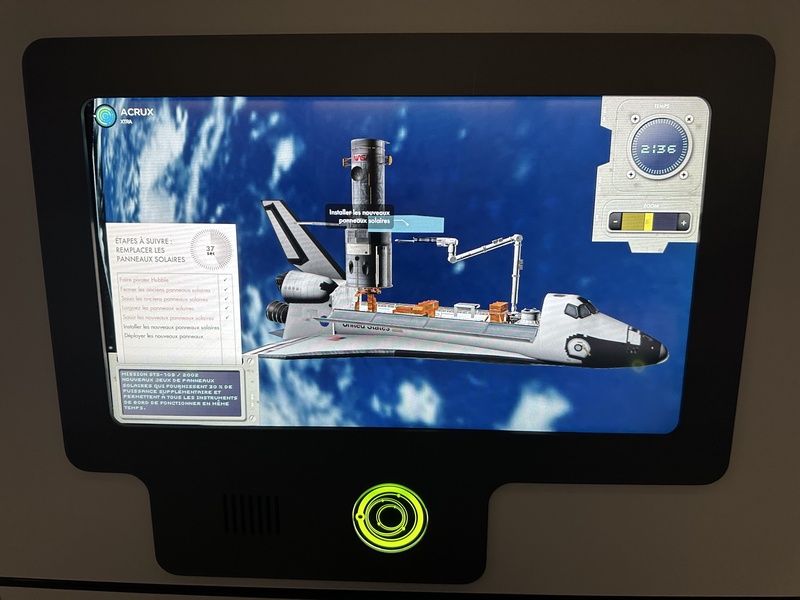 ACRUX
XTRA
TEMPS
2136
ZOOM
- +
NASA
Installer les nouveaux
panneaux solaires
ÉTAPES À SUIVRE :
REMPLACER LES
PANNEAUX SOLAIRES
37
SEC
Faire pivoter Hubble
Fermer les anciens panneaux solaires
Saisir les anciens panneaux solaires
Larguez les panneaux solaires
Saisir les nouveaux panneaux solaires
Installer les nouveaux panneaux solaires
Déployer les nouveaux panneaux
United States
MISSION STS-109 / 2002
NOUVEAUX JEUX DE PANNEAUX
SOLAIRES QUI FOURNISSENT 20 % DE
PUISSANCE SUPPLÉMENTAIRE ET
PERMETTENT À TOUS LES INSTRUMENTS
DE BORD DE FONCTIONNER EN MÊME
TEMPS.